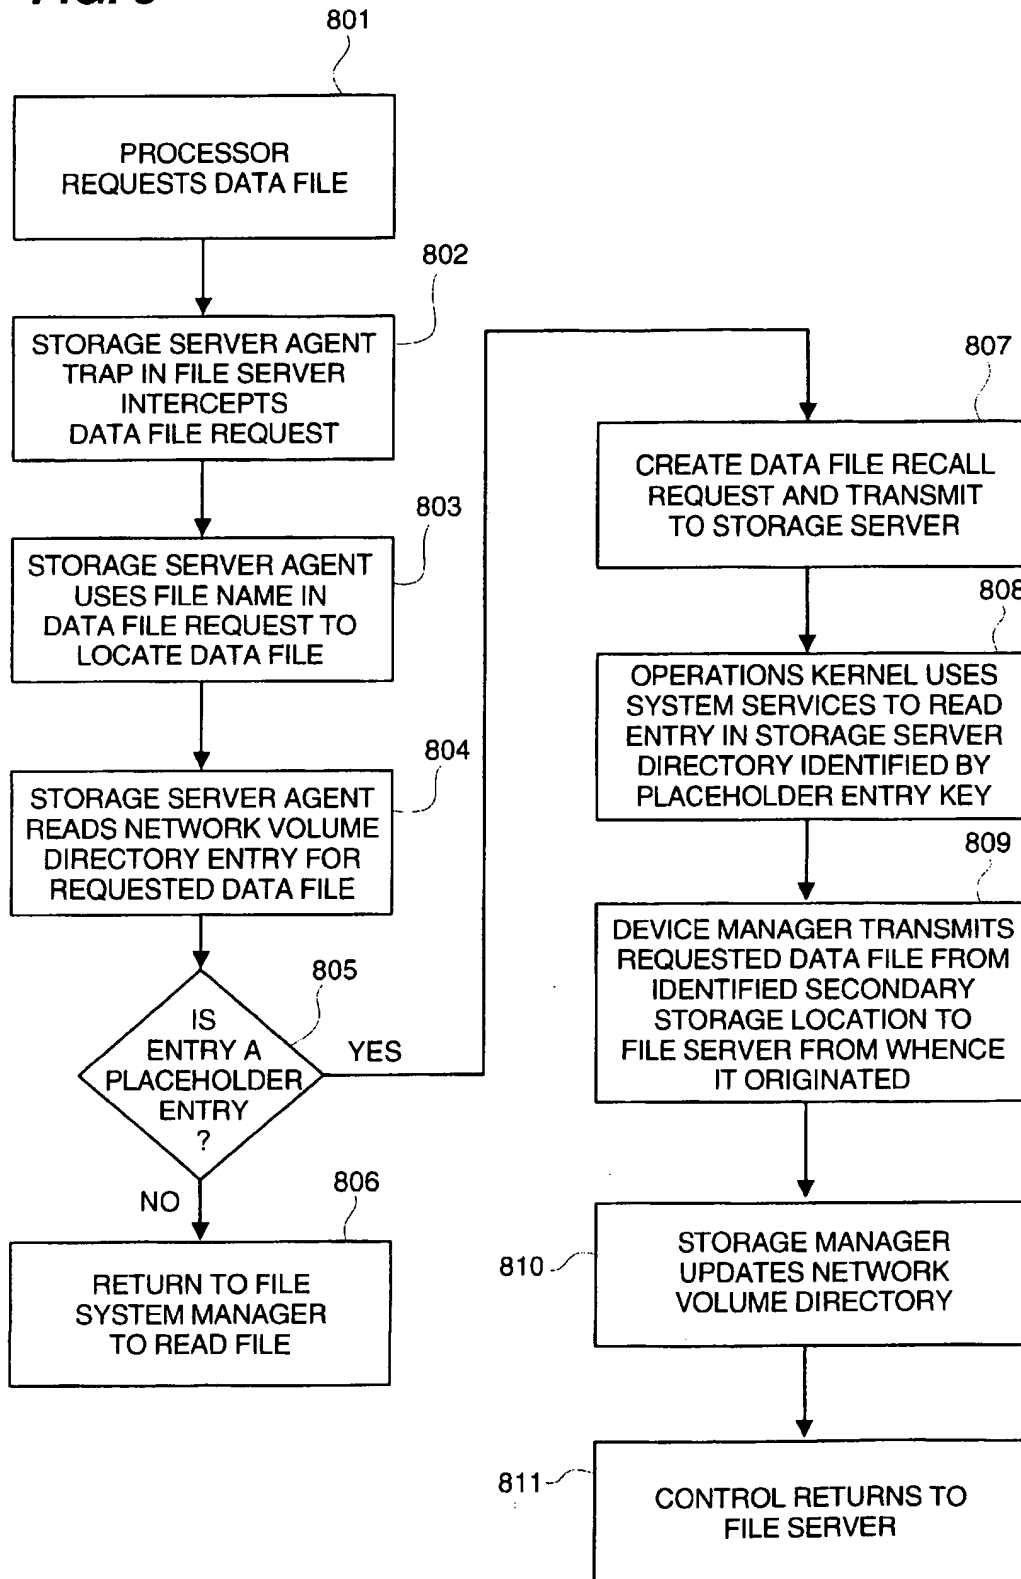 801
PROCESSOR
REQUESTS DATA FILE
802
STORAGE SERVER AGENT
TRAP IN FILE SERVER
INTERCEPTS
DATA FILE REQUEST
803
STORAGE SERVER AGENT
USES FILE NAME IN
DATA FILE REQUEST TO
LOCATE DATA FILE
804
STORAGE SERVER AGENT
READS NETWORK VOLUME
DIRECTORY ENTRY FOR
REQUESTED DATA FILE
805
IS
ENTRY A
PLACEHOLDER
ENTRY
?
YES
NO
806
RETURN TO FILE
SYSTEM MANAGER
TO READ FILE
807
CREATE DATA FILE RECALL
REQUEST AND TRANSMIT
TO STORAGE SERVER
808
OPERATIONS KERNEL USES
SYSTEM SERVICES TO READ
ENTRY IN STORAGE SERVER
DIRECTORY IDENTIFIED BY
PLACEHOLDER ENTRY KEY
809
DEVICE MANAGER TRANSMITS
REQUESTED DATA FILE FROM
IDENTIFIED SECONDARY
STORAGE LOCATION TO
FILE SERVER FROM WHENCE
IT ORIGINATED
810
STORAGE MANAGER
UPDATES NETWORK
VOLUME DIRECTORY
811
CONTROL RETURNS TO
FILE SERVER